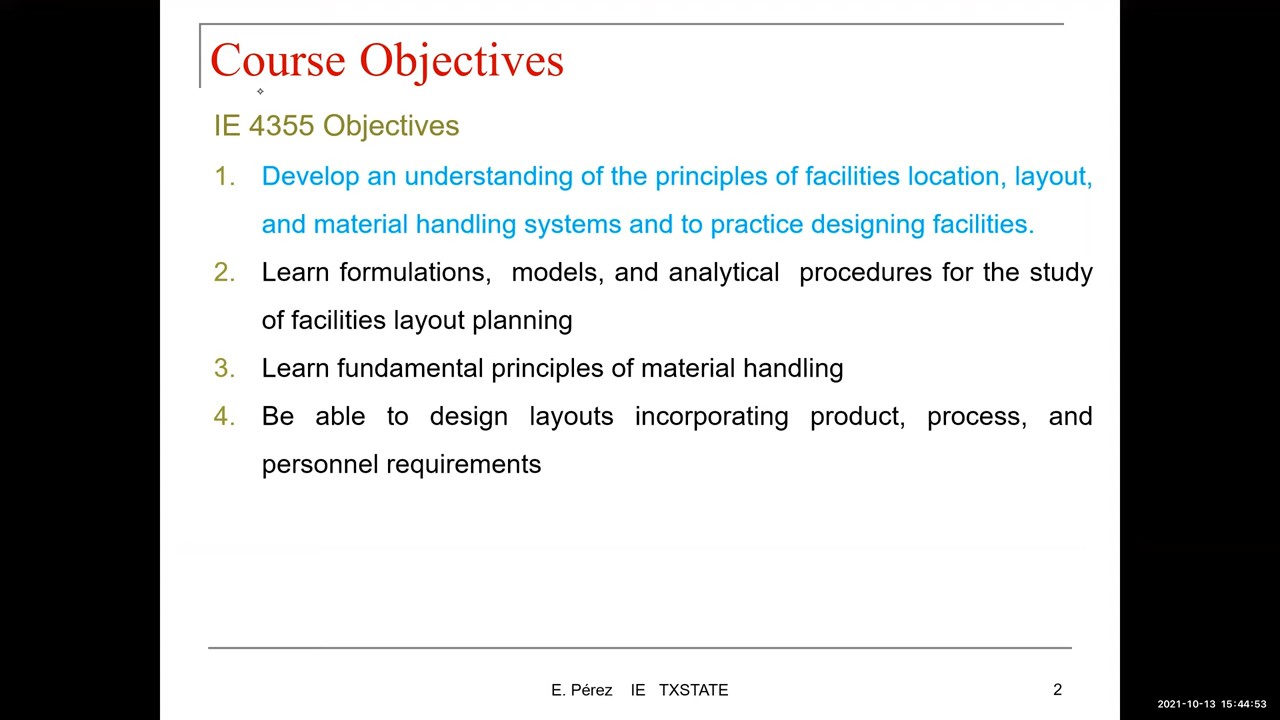 Course Objectives
IE 4355 Objectives
1. Develop an understanding of the principles of facilities location, layout,
and material handling systems and to practice designing facilities.
2. Learn formulations, models, and analytical procedures for the study
of facilities layout planning
3. Learn fundamental principles of material handling
4. Be able to design layouts incorporating product, process, and
personnel requirements
E. Pérez IE TXSTATE
2
2021-10-13 15:44:53